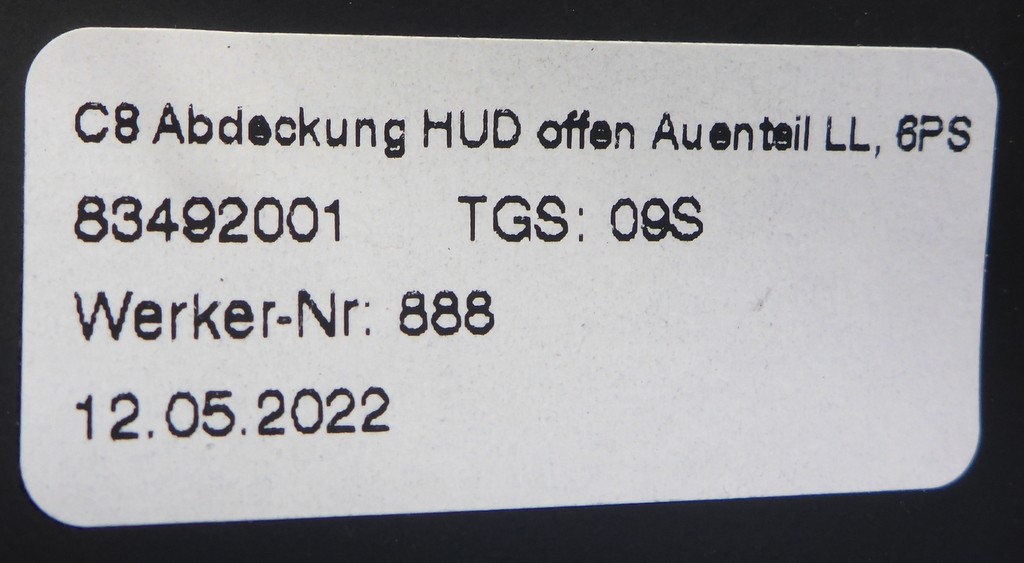 C8 Abdeckung HUD offen Auenteil LL, 6PS
83492001 TGS: 09S
Werker-Nr: 888
12.05.2022